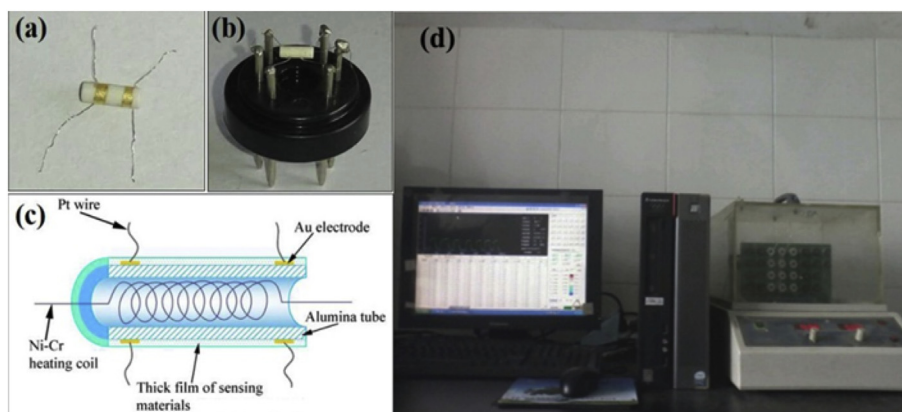 (a)
(b)
(d)
(c)
Pt wire
Au electrode
Alumina tube
Ni-Cr
heating coil
Thick film of sensing
materials